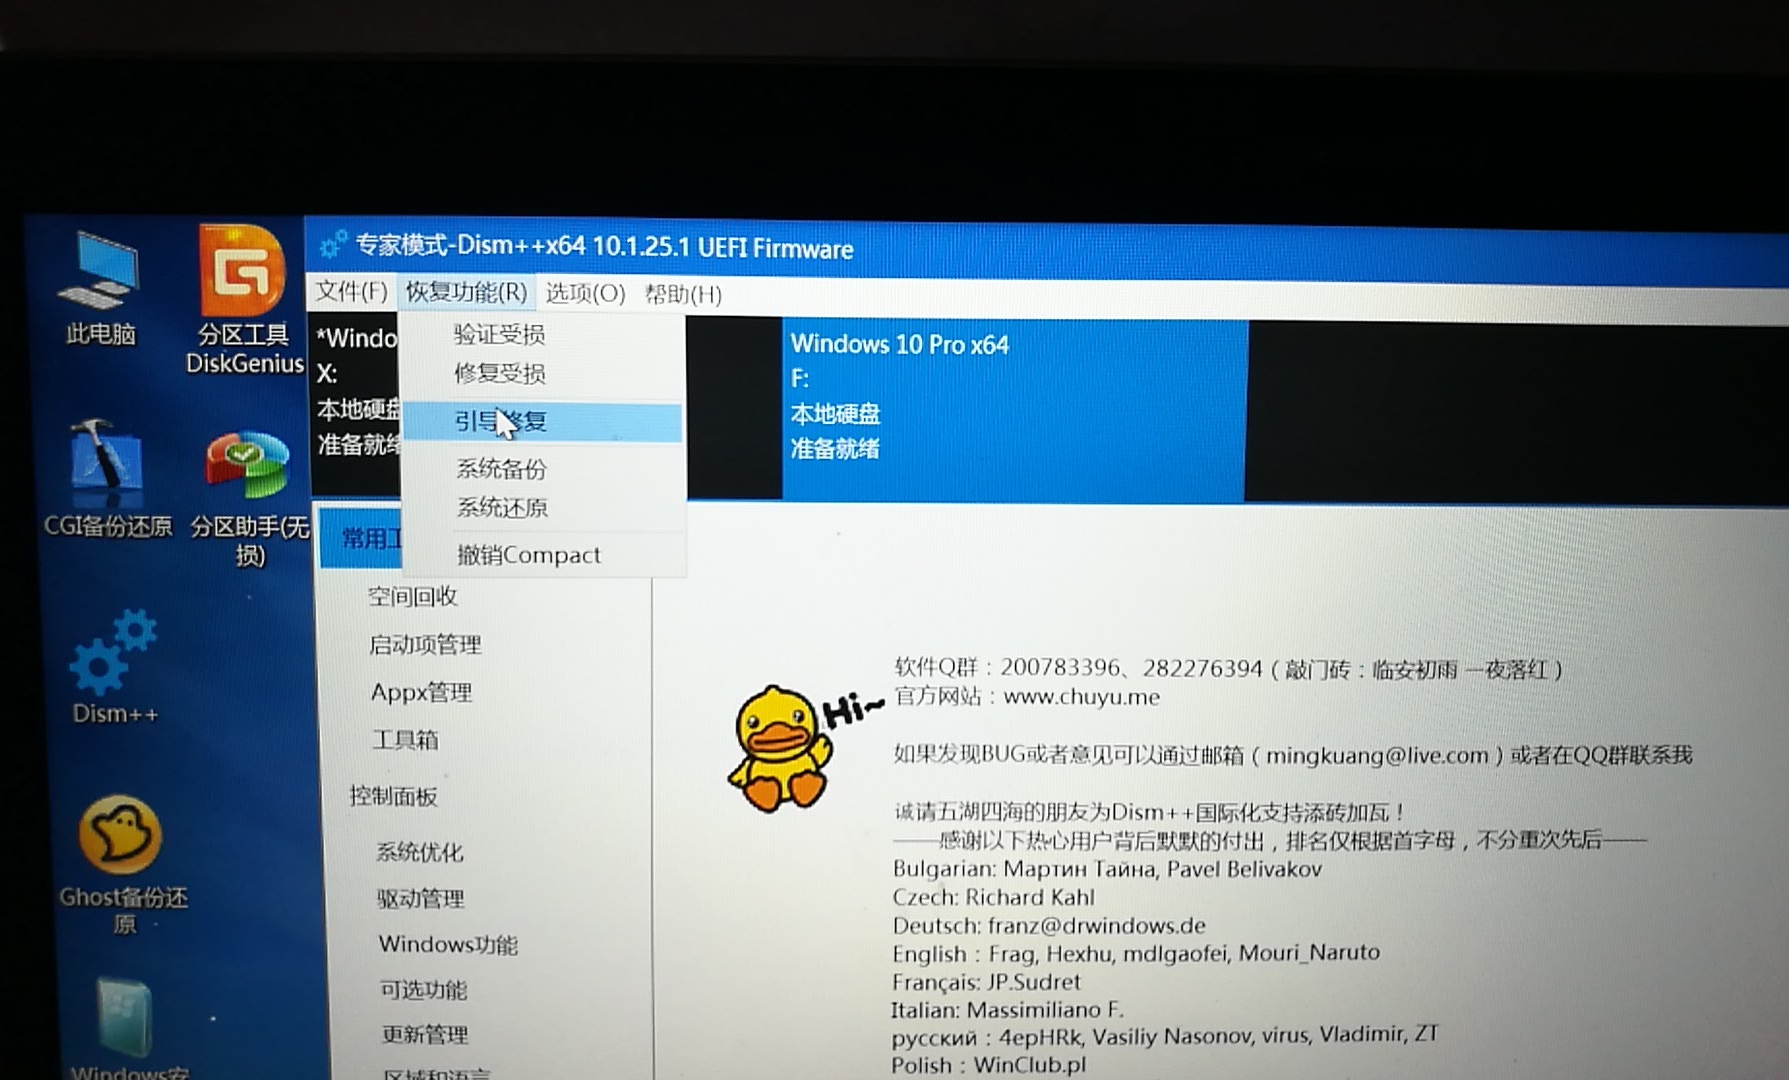 专家模式-Dism++x64 10.1.25.1 UEFI Firmware
文件(F) 恢复功能(R) 选项(O) 帮助(H)
此电脑
分区工具
DiskGenius
CGI备份还原
分区助手(无
损)
Dism++
Ghost备份还
原
X:
本地硬盘
准备就绪
验证受损
修复受损
引导修复
系统备份
系统还原
撤销Compact
Windows 10 Pro x64
F:
本地硬盘
准备就绪
空间回收
启动项管理
Appx管理
工具箱
控制面板
系统优化
驱动管理
Windows功能
可选功能
更新管理
区域和语言
Hi~
软件Q群：200783396、282276394（敲门砖：临安初雨 一夜落红）
官方网站：www.chuyu.me
如果发现BUG或者意见可以通过邮箱（mingkuang@live.com）或者在QQ群联系我
诚请五湖四海的朋友为Dism++国际化支持添砖加瓦！
——感谢以下热心用户背后默默的付出，排名仅根据首字母，不分重次先后——
Bulgarian: Мартин Тайна, Pavel Belivakov
Czech: Richard Kahl
Deutsch: franz@drwindows.de
English：Frag, Hexhu, mdlgaofei, Mouri_Naruto
Français: JP.Sudret
Italian: Massimiliano F.
русский：4epHRk, Vasiliy Nasonov, virus, Vladimir, ZT
Polish：WinClub.pl